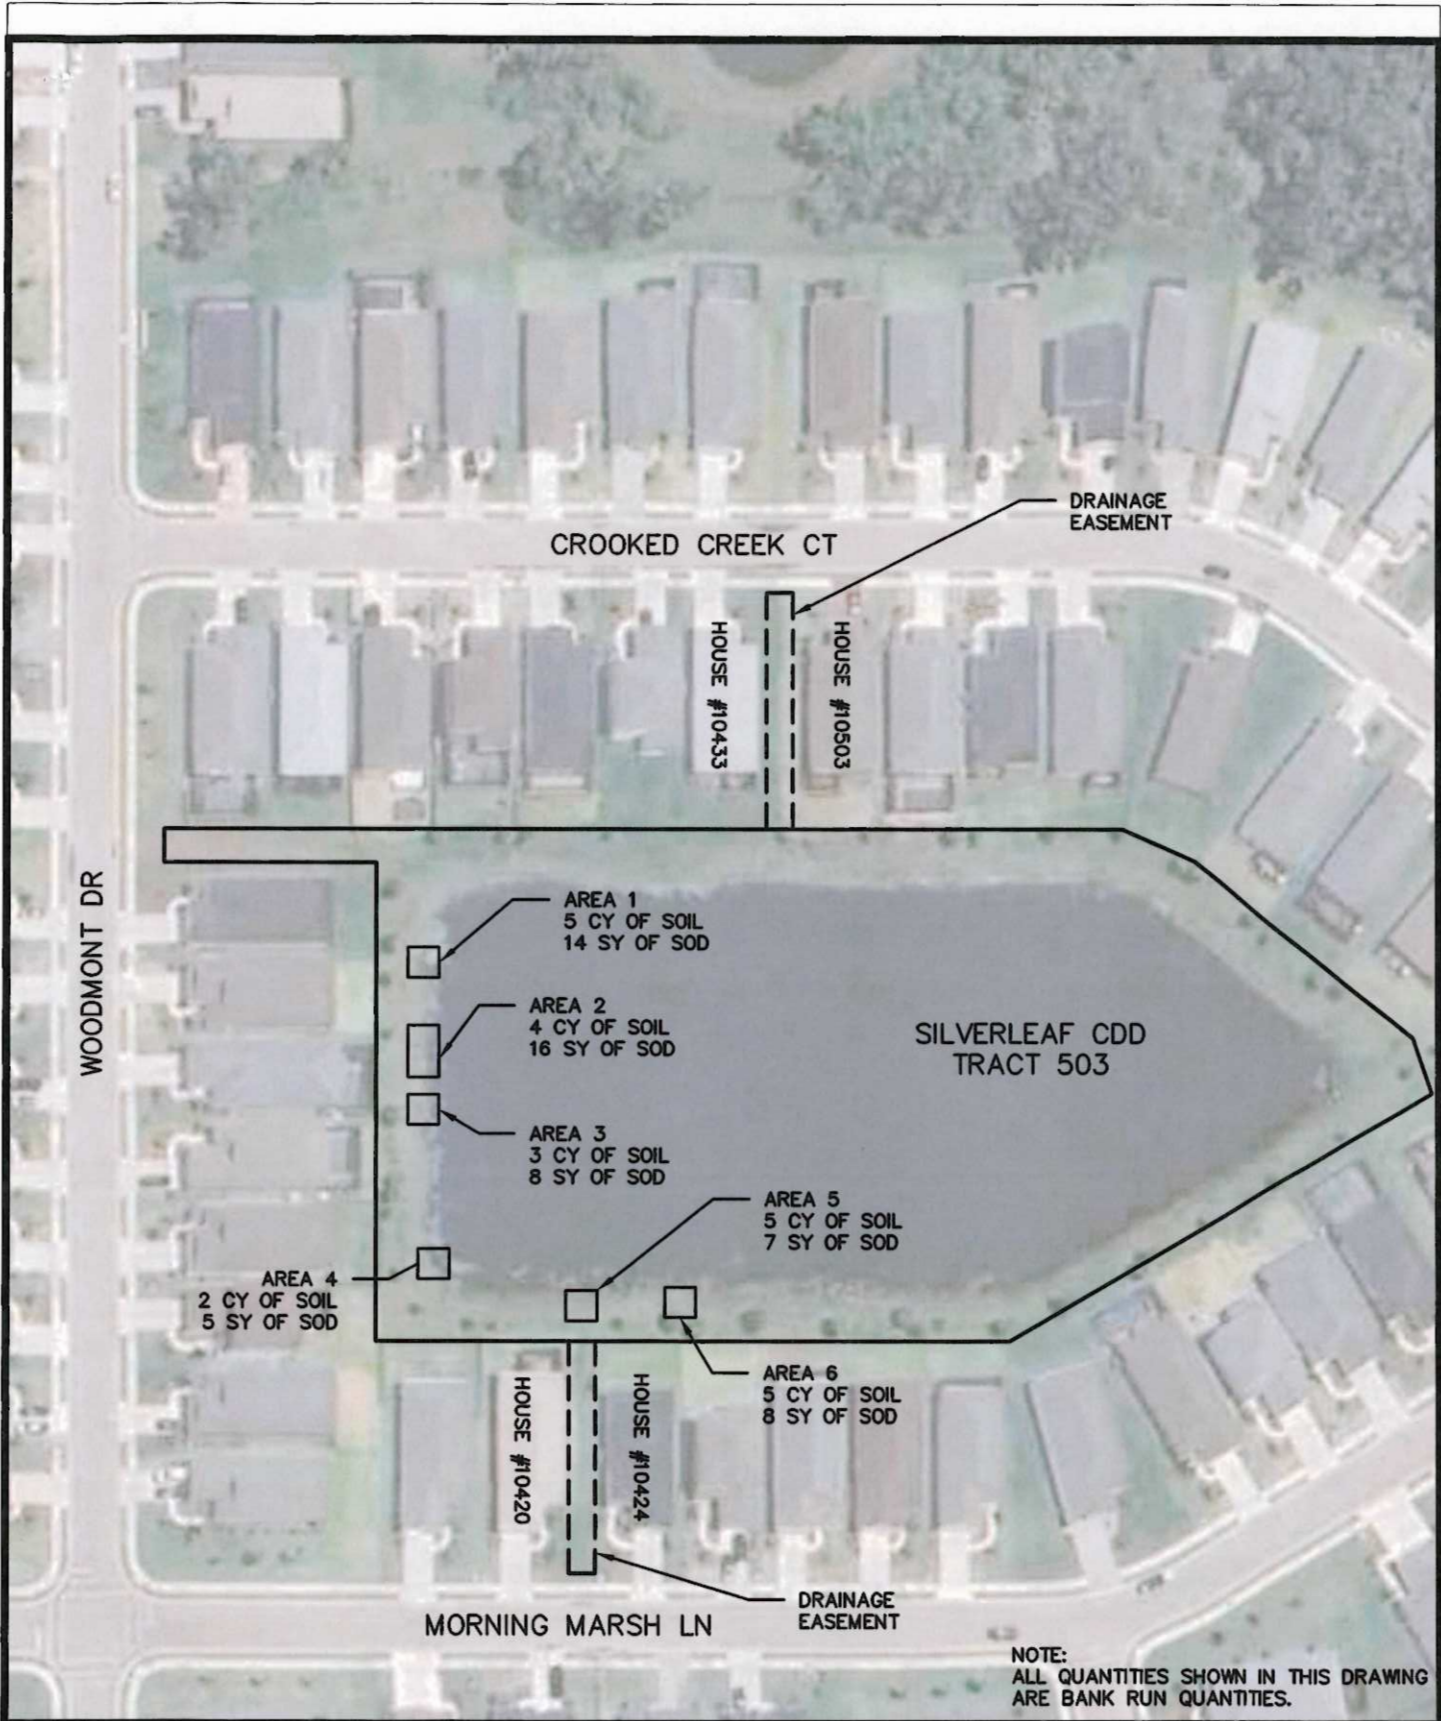 DRAINAGE
EASEMENT
CROOKED CREEK CT
HOUSE #10433
HOUSE #10503
WOODMONT DR
AREA 1
5 CY OF SOIL
14 SY OF SOD
AREA 2
4 CY OF SOIL
16 SY OF SOD
SILVERLEAF CDD
TRACT 503
AREA 3
3 CY OF SOIL
8 SY OF SOD
AREA 5
5 CY OF SOIL
7 SY OF SOD
AREA 4
2 CY OF SOIL
5 SY OF SOD
AREA 6
5 CY OF SOIL
8 SY OF SOD
HOUSE #10420
HOUSE #10424
DRAINAGE
EASEMENT
MORNING MARSH LN
NOTE:
ALL QUANTITIES SHOWN IN THIS DRAWING
ARE BANK RUN QUANTITIES.